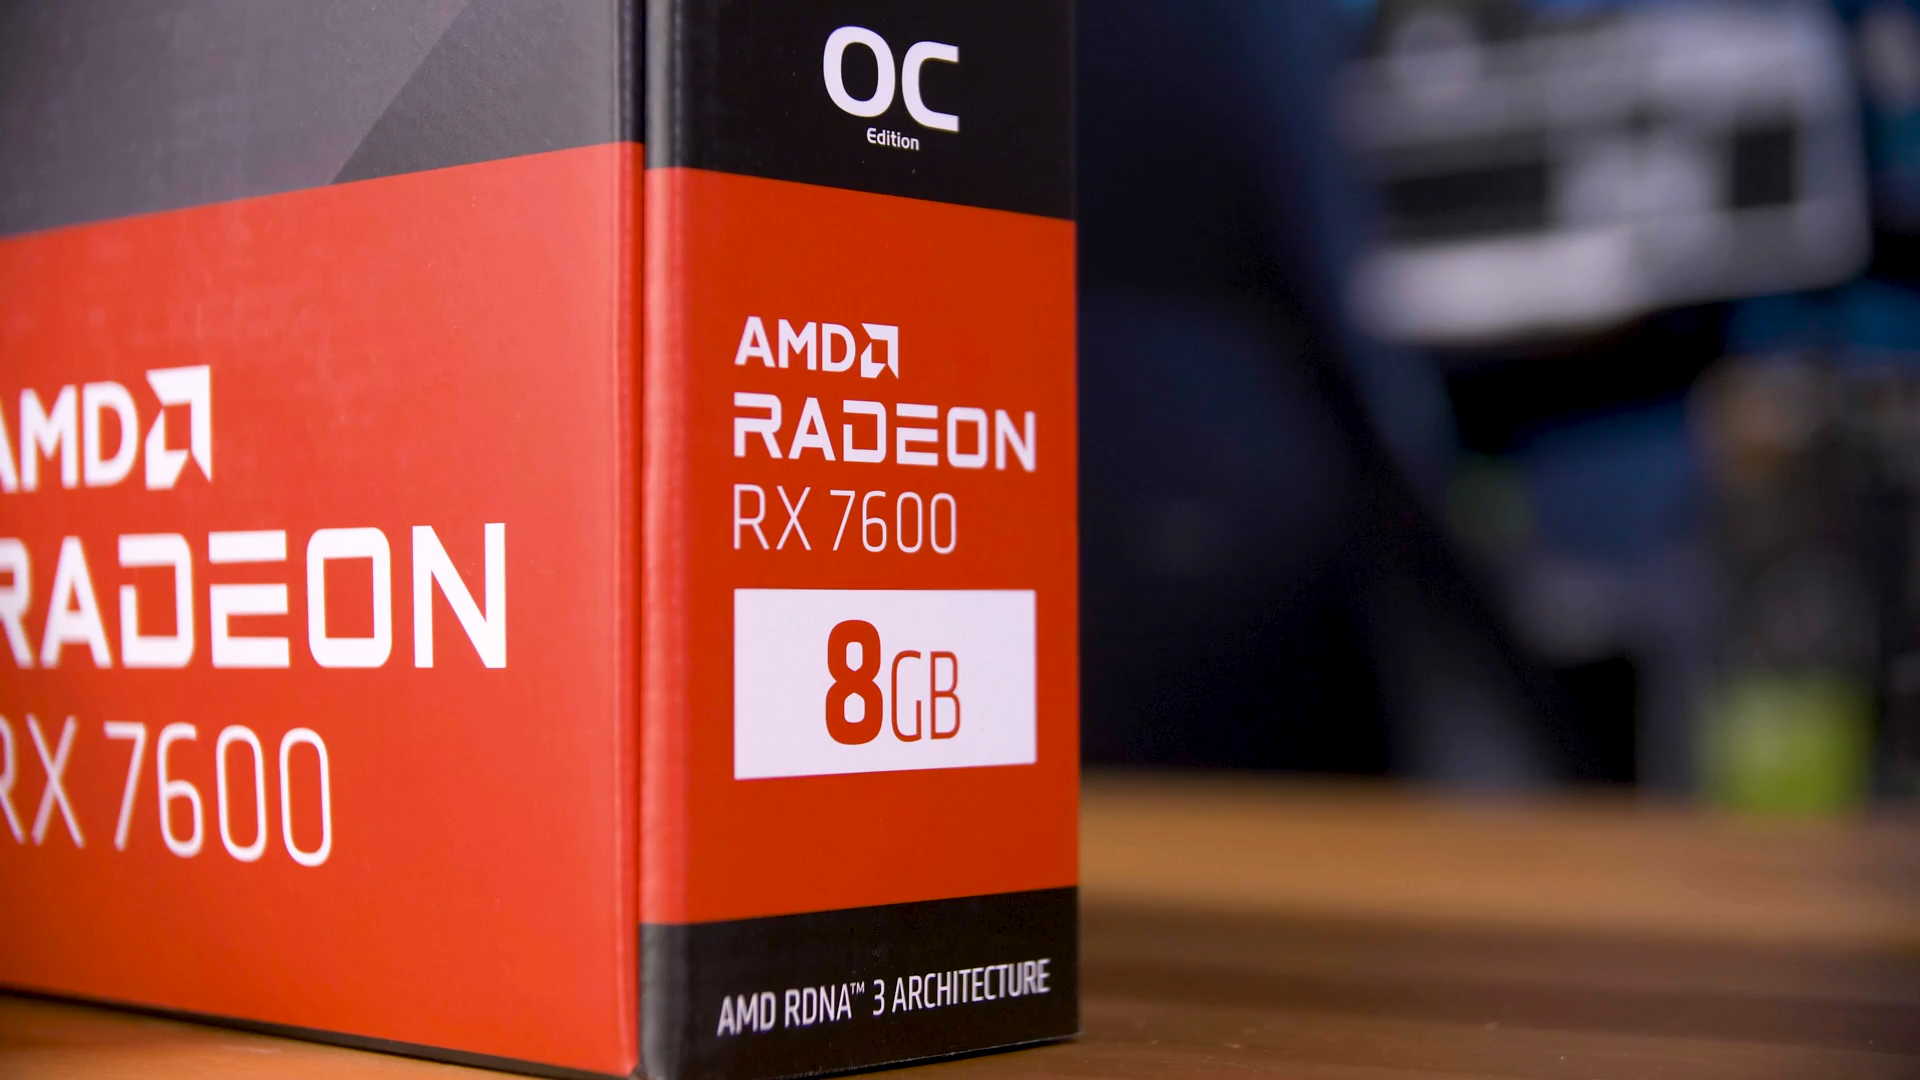 AMD
RADEON
RX 7600
OC
Edition
AMD
RADEON
RX 7600
8GB
AMD RDNA™ 3 ARCHITECTURE